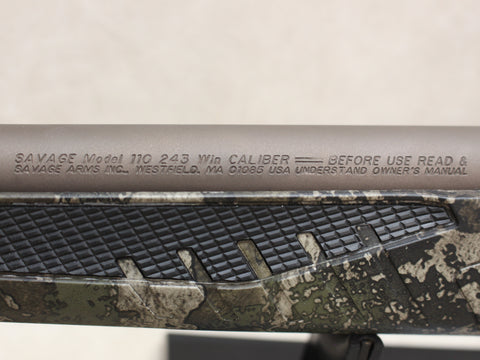 SAVAGE Model 110 243 Win CALIBER — BEFORE USE READ &
SAVAGE ARMS INC., WESTFIELD, MA 01085 USA UNDERSTAND OWNER'S MANUAL